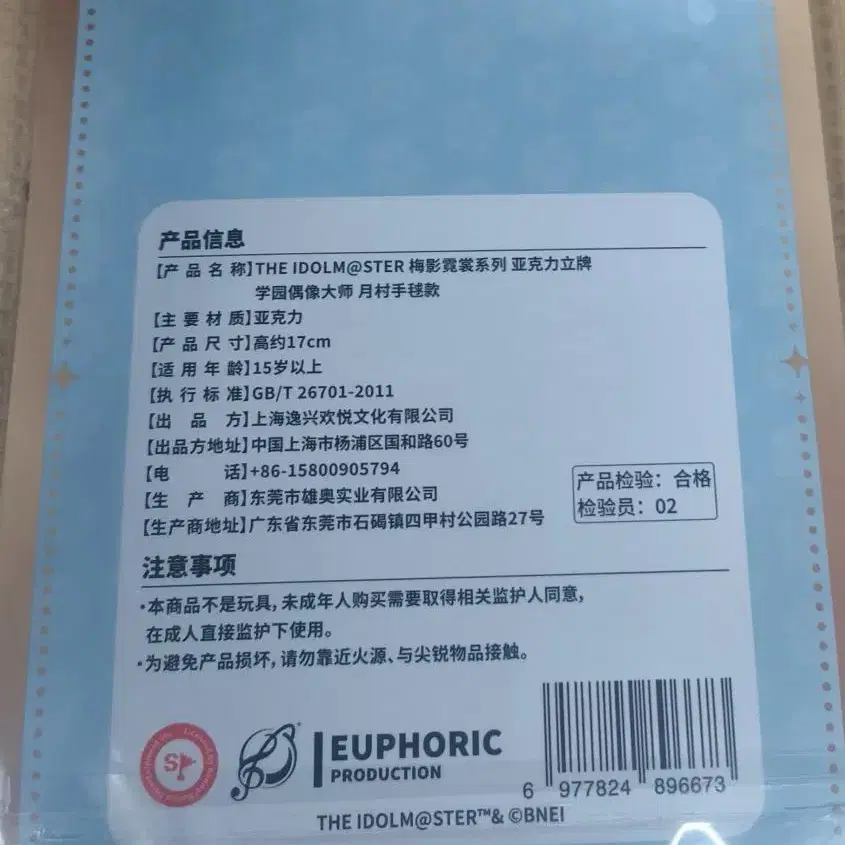 产品信息
【产品名称】THE IDOLM@STER 梅影霓裳系列 亚克力立牌
学园偶像大师 月村手毬款
【主要材质】亚克力
【产品尺寸】高约17cm
【适用年龄】15岁以上
【执行标准】GB/T 26701-2011
【出品方】上海逸兴欢悦文化有限公司
【出品方地址】中国上海市杨浦区国和路60号
【电话】+86-15800905794
【生产商】东莞市雄奥实业有限公司
【生产商地址】广东省东莞市石碣镇四甲村公园路27号
产品检验：合格
检验员：02
注意事项
·本商品不是玩具，未成年人购买需要取得相关监护人同意，
在成人直接监护下使用。
·为避免产品损坏，请勿靠近火源、与尖锐物品接触。
EUPHORIC
PRODUCTION
6 977824 896673
THE IDOLM@STER™& ©BNEI